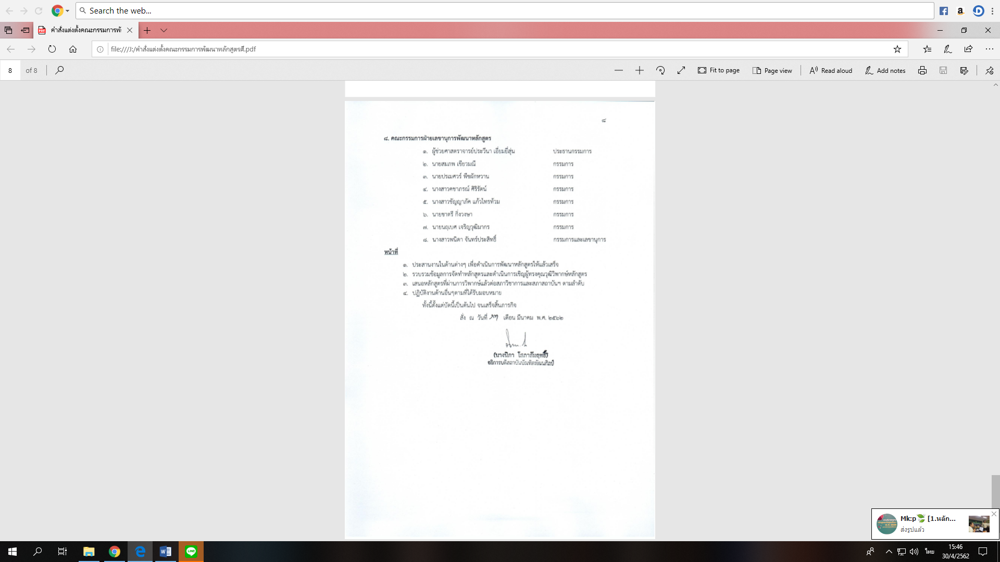 Search the web...
คำสั่งแต่งตั้งคณะกรรมการพั
file:///J:/คำสั่งแต่งตั้งคณะกรรมการพัฒนาหลักสูตรดี.pdf
8 of 8 Fit to page Page view Read aloud Add notes
๘
๘. คณะกรรมการฝ่ายเลขานุการพัฒนาหลักสูตร
๑. ผู้ช่วยศาสตราจารย์ประวีนา เอี่ยมยี่สุ่น ประธานกรรมการ
๒. นายสมภพ เขียวมณี กรรมการ
๓. นายปรเมศวร์ พืชผักหวาน กรรมการ
๔. นางสาวคชาภรณ์ ศิริรัตน์ กรรมการ
๕. นางสาวชัญญาภัค แก้วไทรท้วม กรรมการ
๖. นายชาตรี กิ่งวงษา กรรมการ
๗. นายนฤเบศ เจริญวุฒิมากร กรรมการ
๘. นางสาวพนิดา จันทร์ประสิทธิ์ กรรมการและเลขานุการ
หน้าที่
๑. ประสานงานในด้านต่างๆ เพื่อดำเนินการพัฒนาหลักสูตรให้แล้วเสร็จ
๒. รวบรวมข้อมูลการจัดทำหลักสูตรและดำเนินการเชิญผู้ทรงคุณวุฒิวิพากษ์หลักสูตร
๓. เสนอหลักสูตรที่ผ่านการวิพากษ์แล้วต่อสภาวิชาการและสภาสถาบันฯ ตามลำดับ
๔. ปฏิบัติงานด้านอื่นๆตามที่ได้รับมอบหมาย
ทั้งนี้ตั้งแต่บัดนี้เป็นต้นไป จนเสร็จสิ้นภารกิจ
สั่ง ณ วันที่ ๑๓ เดือน มีนาคม พ.ศ. ๒๕๖๒
(นางนิภา โสภาสัมฤทธิ์)
อธิการบดีสถาบันบัณฑิตพัฒนศิลป์
Mk:p [1.หลัก...
ส่งรูปแล้ว
ไทย
15:46
30/4/2562